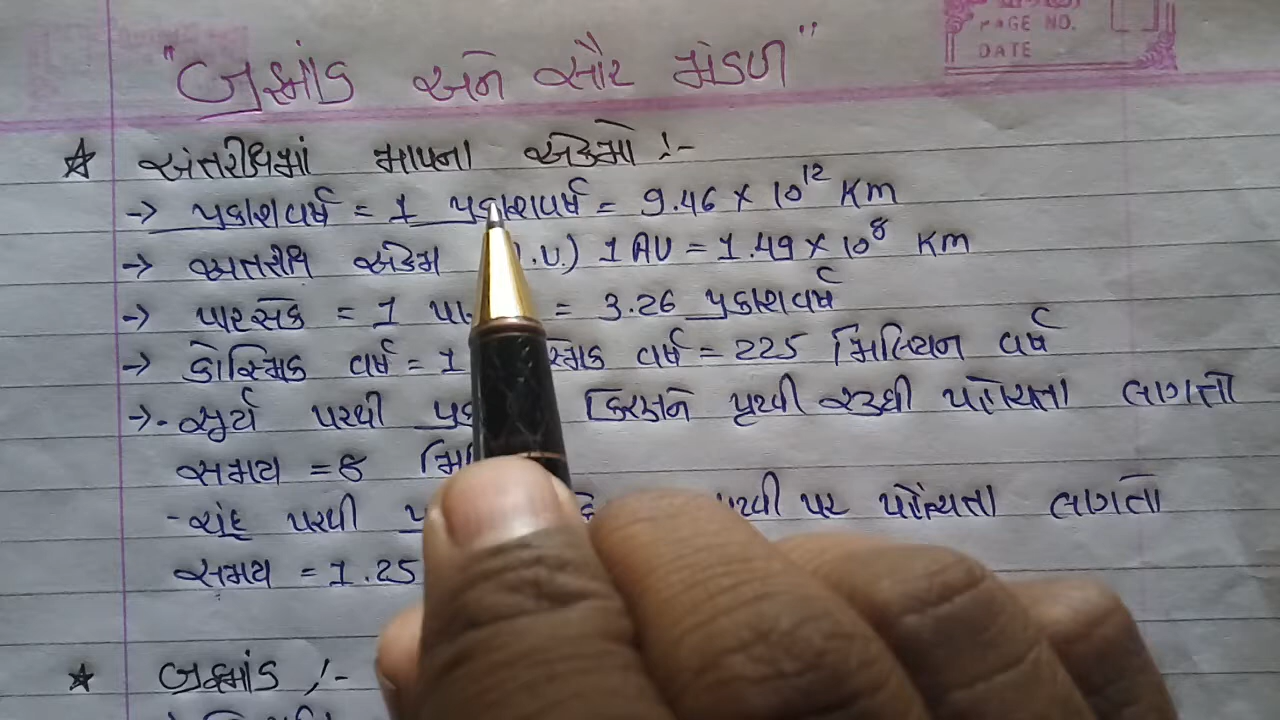 PAGE NO.
DATE
"બ્રહ્માંડ અને સૌર મંડળ"
☆ અંતરીક્ષમાં માપના એકમો :-
→ પ્રકાશવર્ષ = 1 પ્રકાશવર્ષ = 9.46 × 10¹² Km
→ અંતરીક્ષ એકમ .U.) 1 AU = 1.49 × 10⁸ Km
→ પારસેક = 1 = 3.26 પ્રકાશવર્ષ
→ કોસ્મિક વર્ષ = 1 વર્ષ = 225 મિલિયન વર્ષ
→ - સૂર્ય પરથી કિરણને પૃથ્વી સુધી પહોંચતા લાગતો
સમય = 8
- ચંદ્ર પરથી પૃથ્વી પર પહોંચતા લાગતો
સમય = 1.25
☆ બ્રહ્માંડ :-